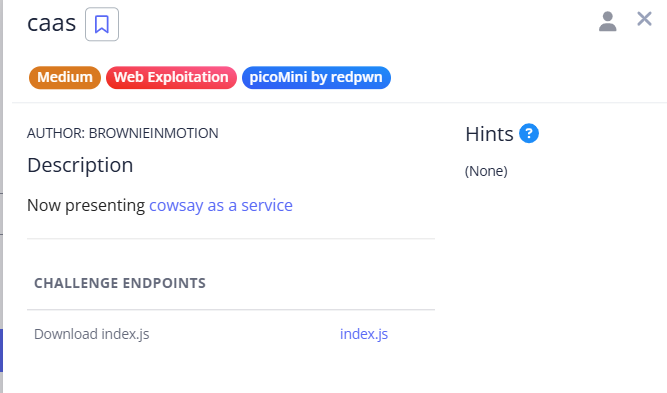 caas
Medium Web Exploitation picoMini by redpwn
AUTHOR: BROWNIEINMOTION
Description
Now presenting cowsay as a service
CHALLENGE ENDPOINTS
Download index.js index.js
Hints ?
(None)